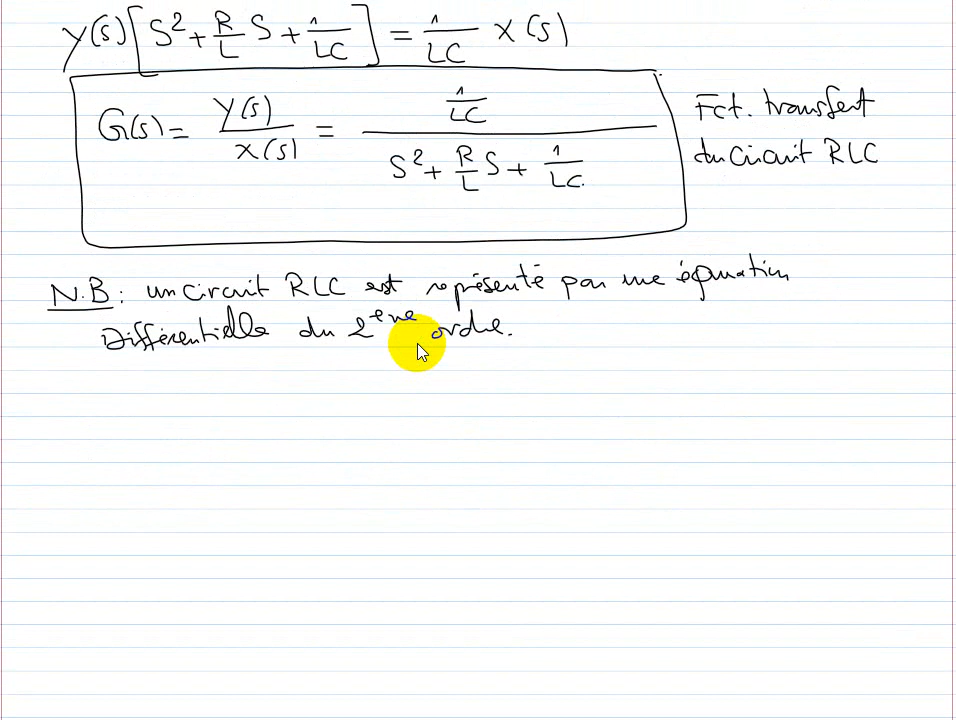 Y(s)[S² + R/L S + 1/LC] = 1/LC X(s)
G(s) = Y(s)/X(s) = (1/LC)/(S² + R/L S + 1/LC)
Fct. transfert
du Circuit RLC
N.B : un Circuit RLC est représenté par une équation
Différentielle du 2ème ordre.